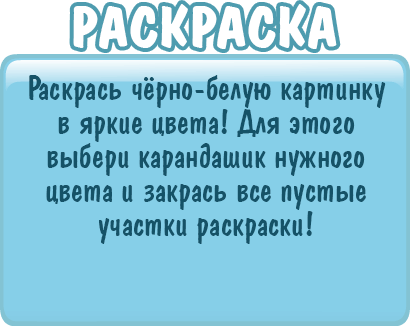 РАСКРАСКА
Раскрась чёрно-белую картинку
в яркие цвета! Для этого
выбери карандашик нужного
цвета и закрась все пустые
участки раскраски!